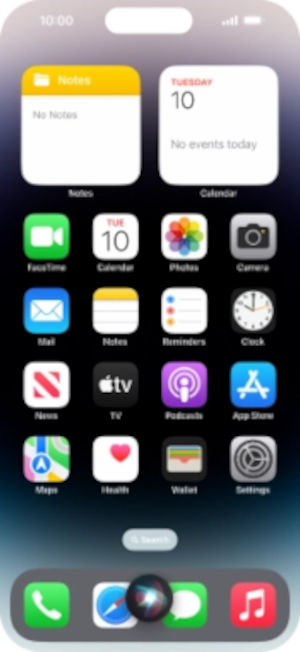 10:00
Notes
No Notes
TUESDAY
10
No events today
Notes
Calendar
TUE
10
FaceTime
Calendar
Photos
Camera
Mail
Notes
Reminders
Clock
tv
News
TV
Podcasts
App Store
Maps
Health
Wallet
Settings
Search